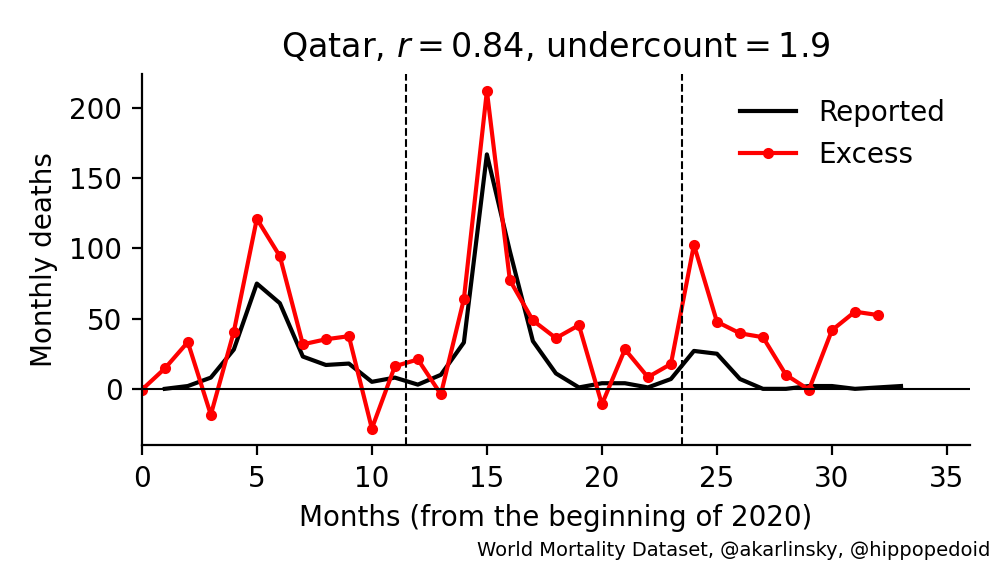 Qatar, r = 0.84, undercount = 1.9
Reported
Excess
Monthly deaths
200
150
100
50
0
0 5 10 15 20 25 30 35
Months (from the beginning of 2020)
World Mortality Dataset, @akarlinsky, @hippopedoid